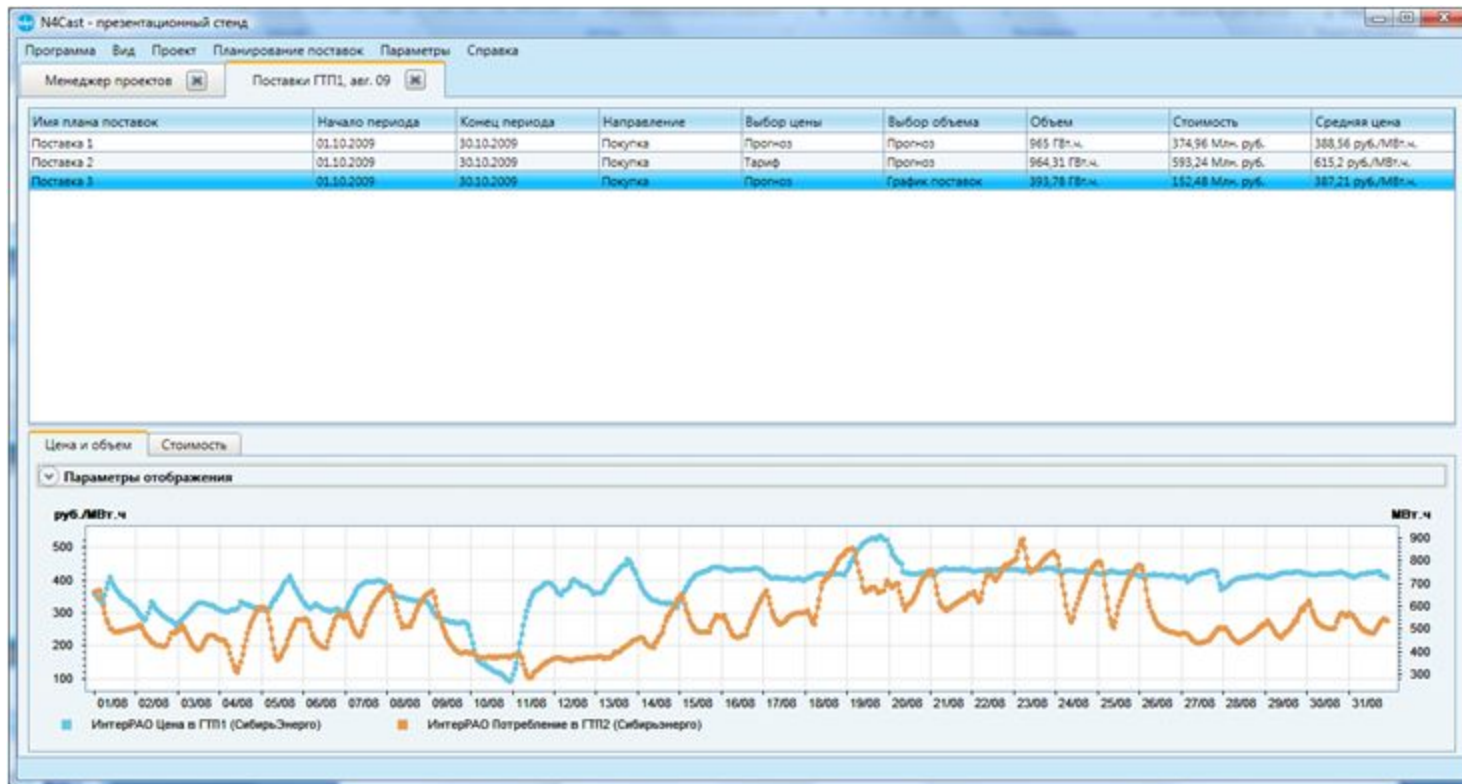 N4Cast - презентационный стенд
Программа Вид Проект Планирование поставок Параметры Справка
Менеджер проектов Поставки ГТП1, авг. 09
Имя плана поставок Начало периода Конец периода Направление Выбор цены Выбор объема Объем Стоимость Средняя цена
Поставка 1 01.10.2009 30.10.2009 Покупка Прогноз Прогноз 965 ГВт.ч. 374,96 Млн. руб. 388,56 руб./МВт.ч.
Поставка 2 01.10.2009 30.10.2009 Покупка Тариф Прогноз 964,31 ГВт.ч. 593,24 Млн. руб. 615,2 руб./МВт.ч.
Поставка 3 01.10.2009 30.10.2009 Покупка Прогноз График поставок 393,78 ГВт.ч. 152,48 Млн. руб. 387,21 руб./МВт.ч.
Цена и объем Стоимость
Параметры отображения
руб./МВт.ч МВт.ч
500 900
400 800
300 700
200 600
100 500
400
300
01/08 02/08 03/08 04/08 05/08 06/08 07/08 08/08 09/08 10/08 11/08 12/08 13/08 14/08 15/08 16/08 17/08 18/08 19/08 20/08 21/08 22/08 23/08 24/08 25/08 26/08 27/08 28/08 29/08 30/08 31/08
ИнтерРАО Цена в ГТП1 (СибирьЭнерго) ИнтерРАО Потребление в ГТП2 (Сибирьэнерго)